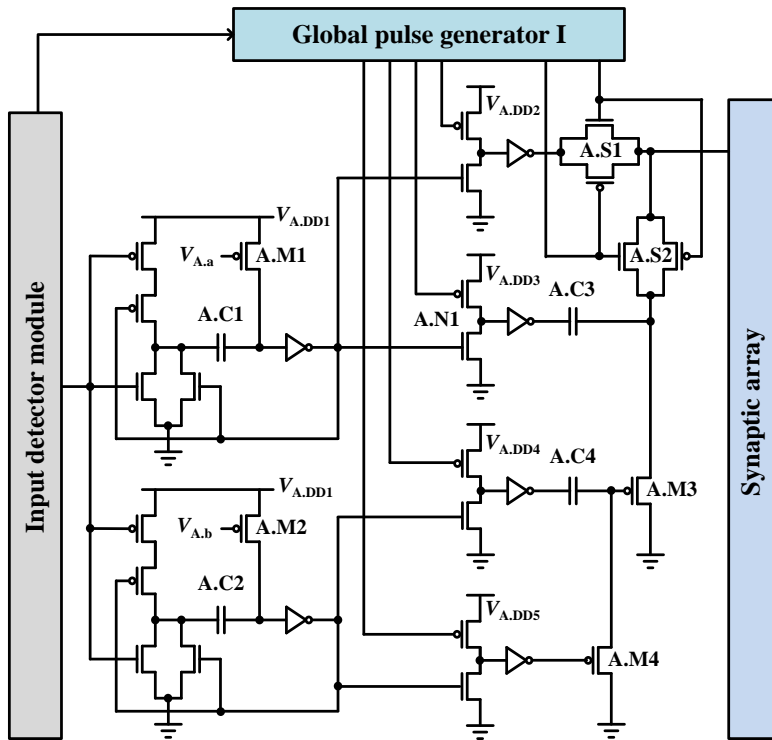 Global pulse generator I
Input detector module
Synaptic array
V_A.DD2
A.S1
V_A.DD1
V_A.a
A.M1
A.S2
V_A.DD3
A.C3
A.C1
A.N1
V_A.DD4
A.C4
V_A.DD1
A.M3
V_A.b
A.M2
A.C2
V_A.DD5
A.M4